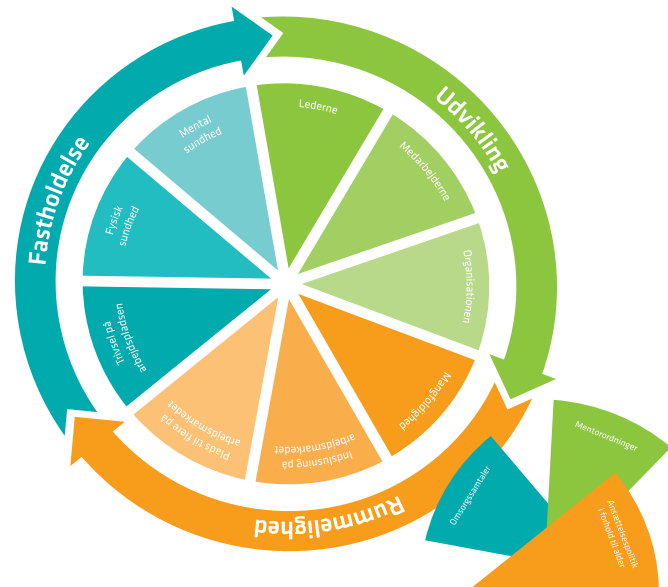 Udvikling
Lederne
Medarbejderne
Organisationen
Rummelighed
Mangfoldighed
Indslusning på
arbejdsmarkedet
Plads til flere på
arbejdsmarkedet
Fastholdelse
Trivsel på
arbejdspladsen
Fysisk
sundhed
Mental
sundhed
Omsorgssamtaler
Mentorordninger
Ansættelsespolitik
i forhold til alder